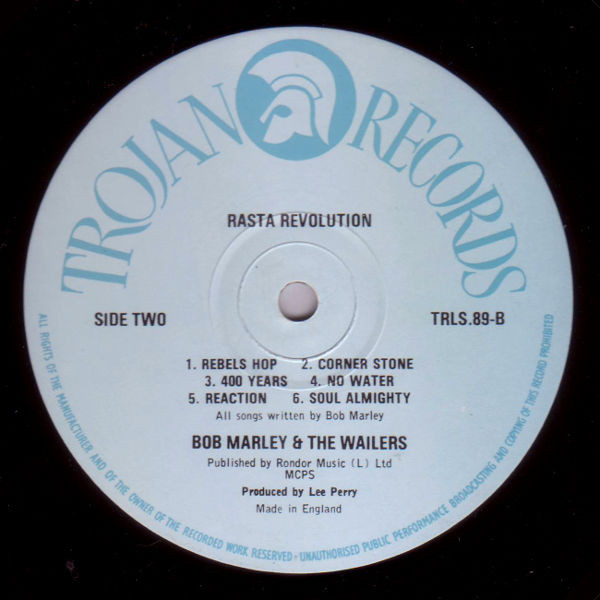 TROJAN RECORDS
RASTA REVOLUTION
SIDE TWO
TRLS.89-B
1. REBELS HOP 2. CORNER STONE
3. 400 YEARS 4. NO WATER
5. REACTION 6. SOUL ALMIGHTY
All songs written by Bob Marley
BOB MARLEY & THE WAILERS
Published by Rondor Music (L) Ltd
MCPS
Produced by Lee Perry
Made in England
ALL RIGHTS OF THE MANUFACTURER AND OF THE OWNER OF THE RECORDED WORK RESERVED · UNAUTHORISED PUBLIC PERFORMANCE BROADCASTING AND COPYING OF THIS RECORD PROHIBITED